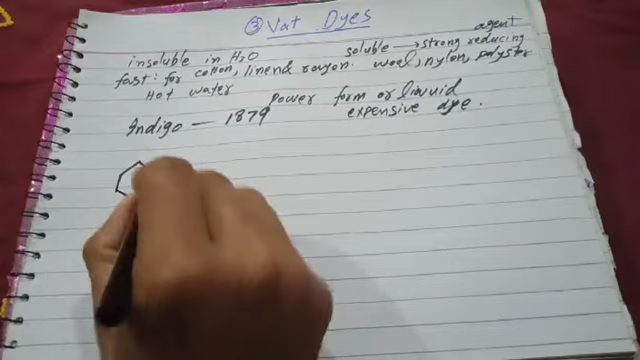 ③ Vat Dyes
insoluble in H₂O soluble → strong reducing agent
fast: for cotton, linen & rayon. wool, nylon, polyster
Hot water Power form or liquid
Indigo — 1879 expensive dye.